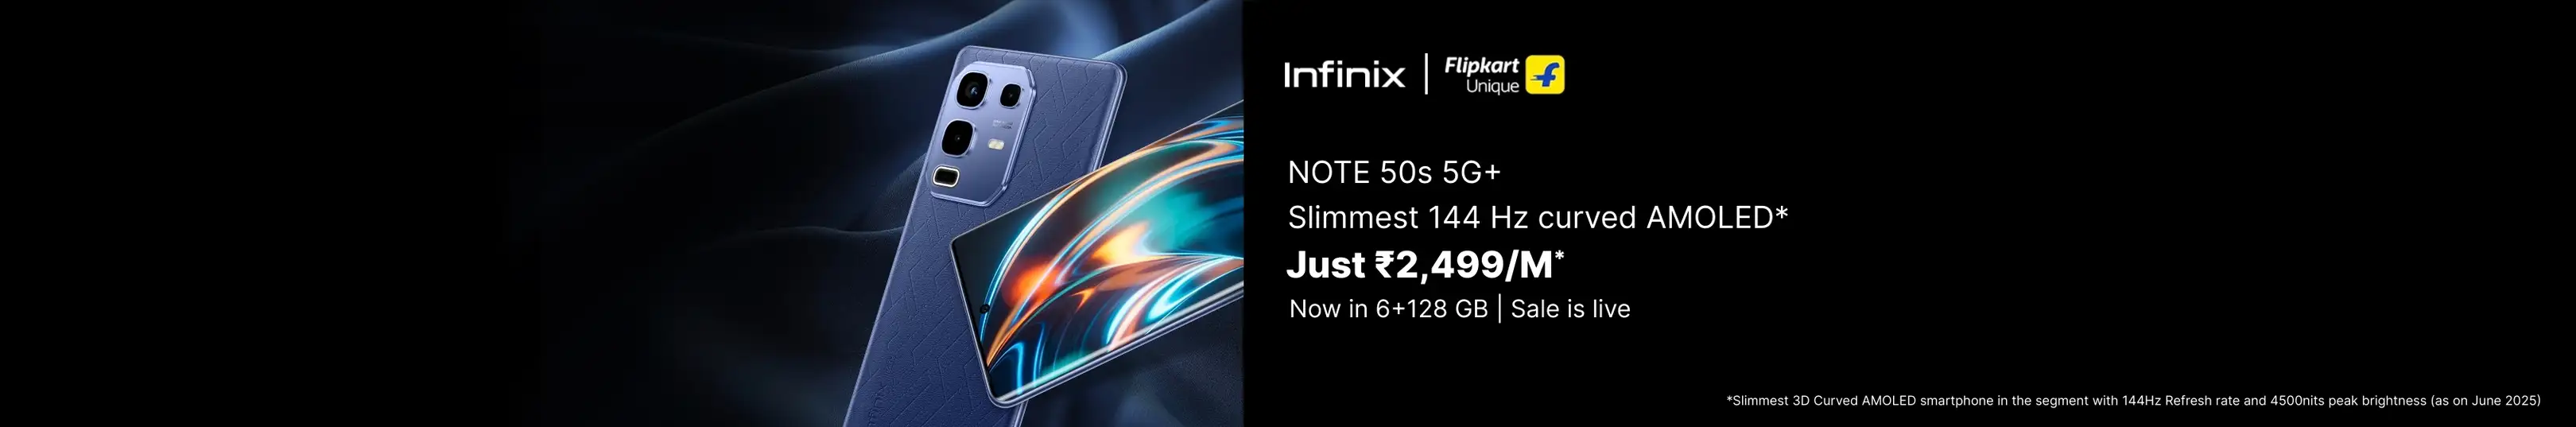 Infinix | Flipkart Unique
NOTE 50s 5G+
Slimmest 144 Hz curved AMOLED*
Just ₹2,499/M*
Now in 6+128 GB | Sale is live
*Slimmest 3D Curved AMOLED smartphone in the segment with 144Hz Refresh rate and 4500nits peak brightness (as on June 2025)